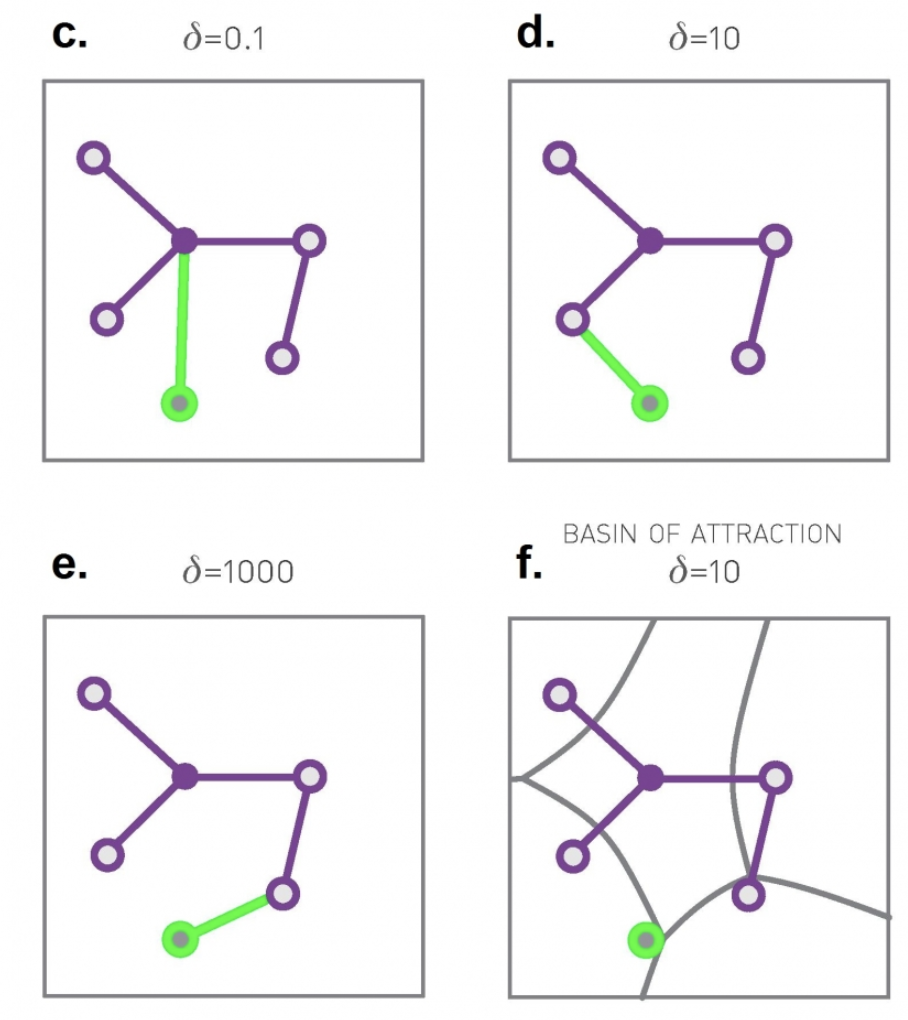 c.
δ=0.1
d.
δ=10
e.
δ=1000
BASIN OF ATTRACTION
f.
δ=10